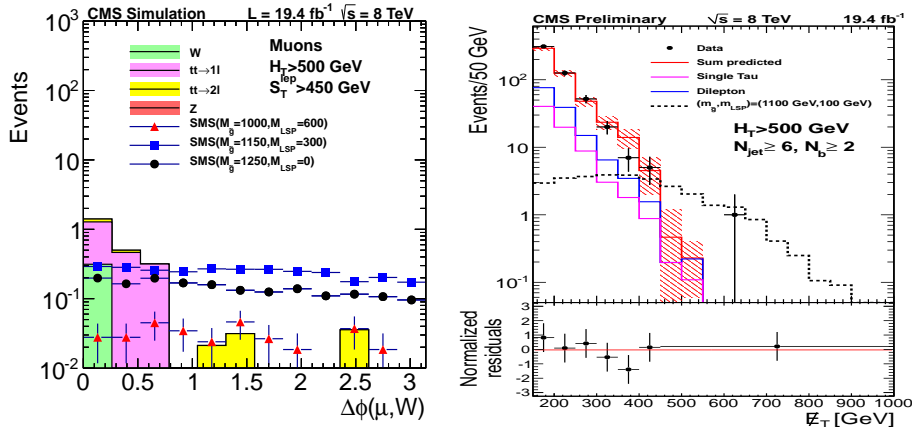 CMS Simulation L = 19.4 fb⁻¹ √s = 8 TeV
Events
10³
10²
10
1
10⁻¹
10⁻²
W
tt→1l
tt→2l
Z
SMS(M_g=1000,M_LSP=600)
SMS(M_g=1150,M_LSP=300)
SMS(M_g=1250,M_LSP=0)
Muons
H_T>500 GeV
S_T^lep>450 GeV
0 0.5 1 1.5 2 2.5 3
Δϕ(μ,W)
CMS Preliminary √s = 8 TeV 19.4 fb⁻¹
Events/50 GeV
10²
10
1
10⁻¹
Data
Sum predicted
Single Tau
Dilepton
(m_g,m_LSP)=(1100 GeV,100 GeV)
H_T>500 GeV
N_jet≥ 6, N_b≥ 2
Normalized
residuals
3
2
1
0
-1
-2
-3
200 300 400 500 600 700 800 900 1000
E̸_T [GeV]